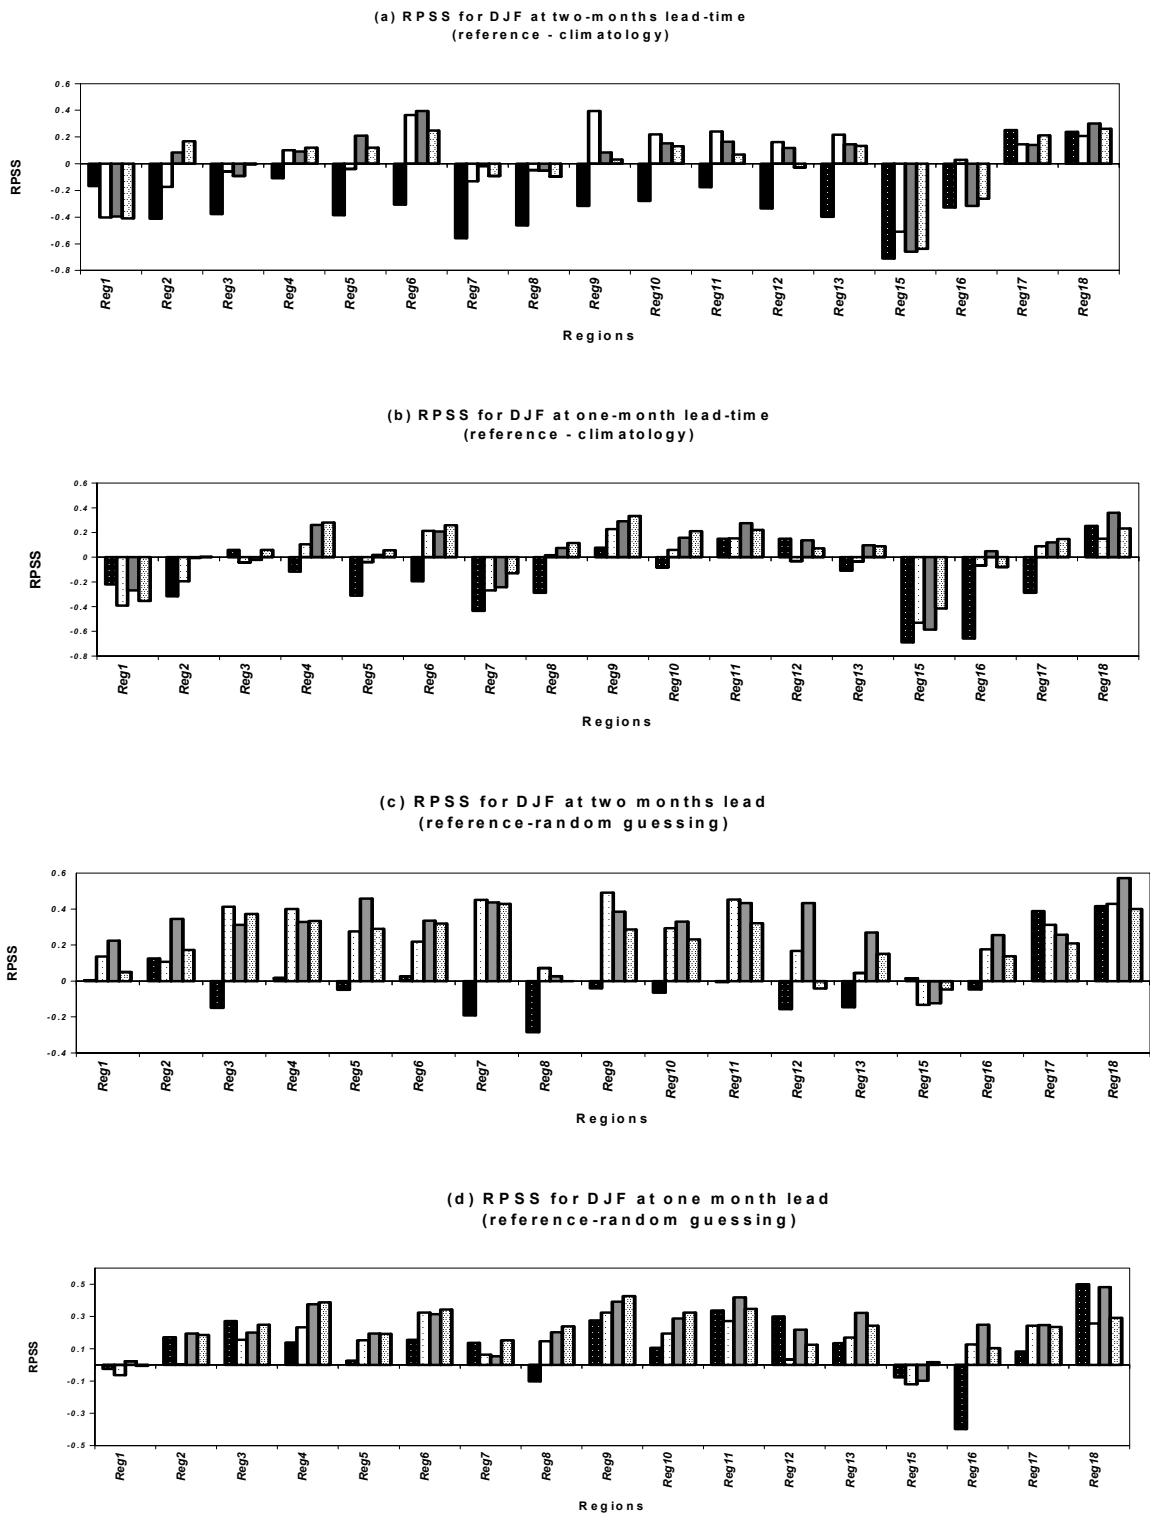 (a) RPSS for DJF at two-months lead-time
(reference - climatology)
0.6
0.4
0.2
0
-0.2
-0.4
-0.6
-0.8
RPSS
Reg1 Reg2 Reg3 Reg4 Reg5 Reg6 Reg7 Reg8 Reg9 Reg10 Reg11 Reg12 Reg13 Reg15 Reg16 Reg17 Reg18
Regions
(b) RPSS for DJF at one-month lead-time
(reference - climatology)
0.6
0.4
0.2
0
-0.2
-0.4
-0.6
-0.8
RPSS
Reg1 Reg2 Reg3 Reg4 Reg5 Reg6 Reg7 Reg8 Reg9 Reg10 Reg11 Reg12 Reg13 Reg15 Reg16 Reg17 Reg18
Regions
(c) RPSS for DJF at two months lead
(reference-random guessing)
0.6
0.4
0.2
0
-0.2
-0.4
RPSS
Reg1 Reg2 Reg3 Reg4 Reg5 Reg6 Reg7 Reg8 Reg9 Reg10 Reg11 Reg12 Reg13 Reg15 Reg16 Reg17 Reg18
Regions
(d) RPSS for DJF at one month lead
(reference-random guessing)
0.5
0.3
0.1
-0.1
-0.3
-0.5
RPSS
Reg1 Reg2 Reg3 Reg4 Reg5 Reg6 Reg7 Reg8 Reg9 Reg10 Reg11 Reg12 Reg13 Reg15 Reg16 Reg17 Reg18
Regions